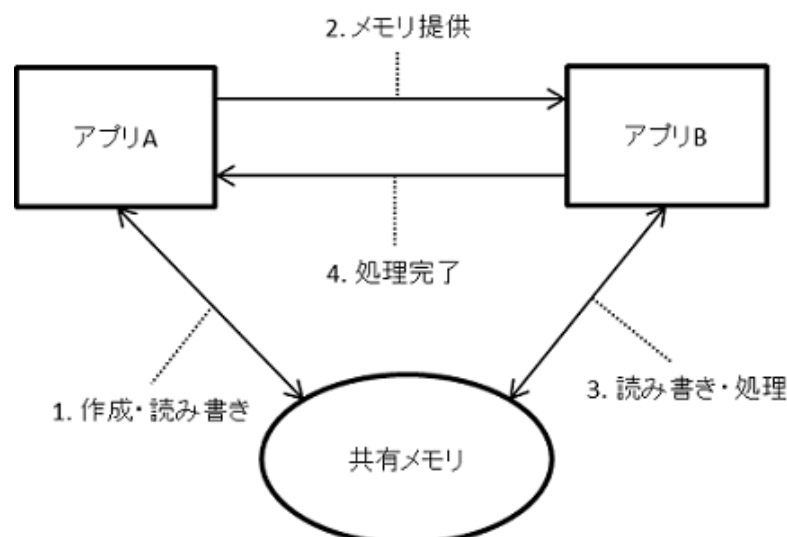 2. メモリ提供
アプリA
アプリB
4. 処理完了
1. 作成・読み書き
3. 読み書き・処理
共有メモリ